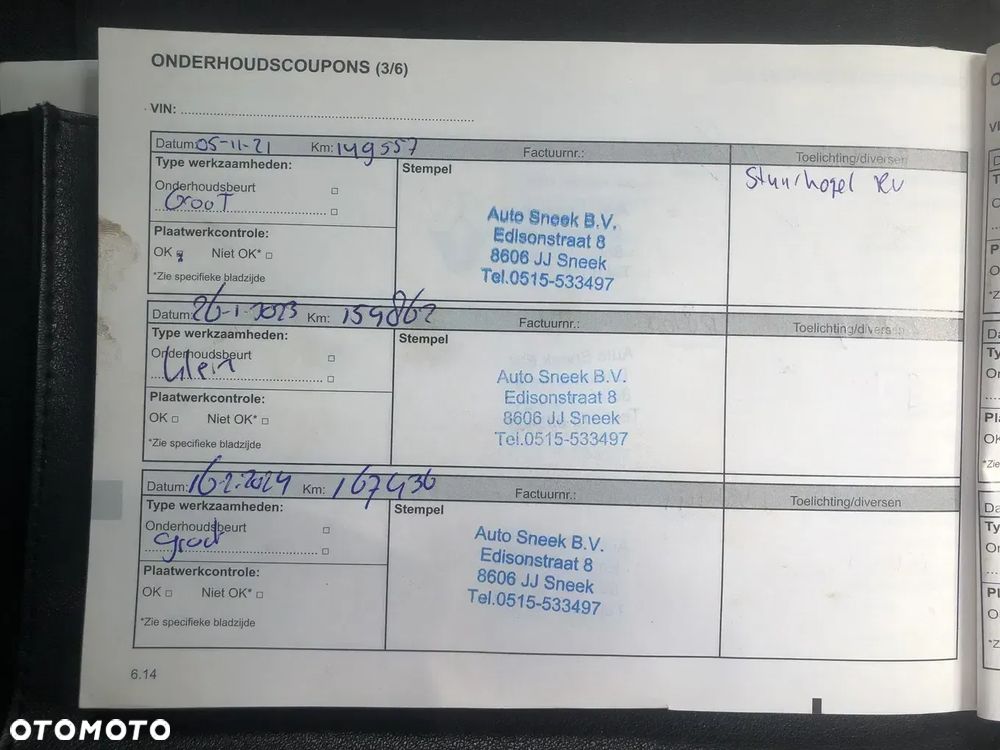 ONDERHOUDSCOUPONS (3/6)
VIN:
Datum: 05-11-21 Km: 149557 Factuurnr.: Toelichting/diversen
Type werkzaamheden:
Stempel
Stuurkogel RV
Onderhoudsbeurt
Groot
Plaatwerkcontrole:
OK Niet OK*
*Zie specifieke bladzijde
Auto Sneek B.V.
Edisonstraat 8
8606 JJ Sneek
Tel.0515-533497
Datum: 26-1-2023 Km: 159862 Factuurnr.: Toelichting/diversen
Type werkzaamheden:
Stempel
Onderhoudsbeurt
Klein
Plaatwerkcontrole:
OK Niet OK*
*Zie specifieke bladzijde
Auto Sneek B.V.
Edisonstraat 8
8606 JJ Sneek
Tel.0515-533497
Datum: 16-2-2024 Km: 167436 Factuurnr.: Toelichting/diversen
Type werkzaamheden:
Stempel
Onderhoudsbeurt
Groot
Plaatwerkcontrole:
OK Niet OK*
*Zie specifieke bladzijde
Auto Sneek B.V.
Edisonstraat 8
8606 JJ Sneek
Tel.0515-533497
6.14
OTOMOTO